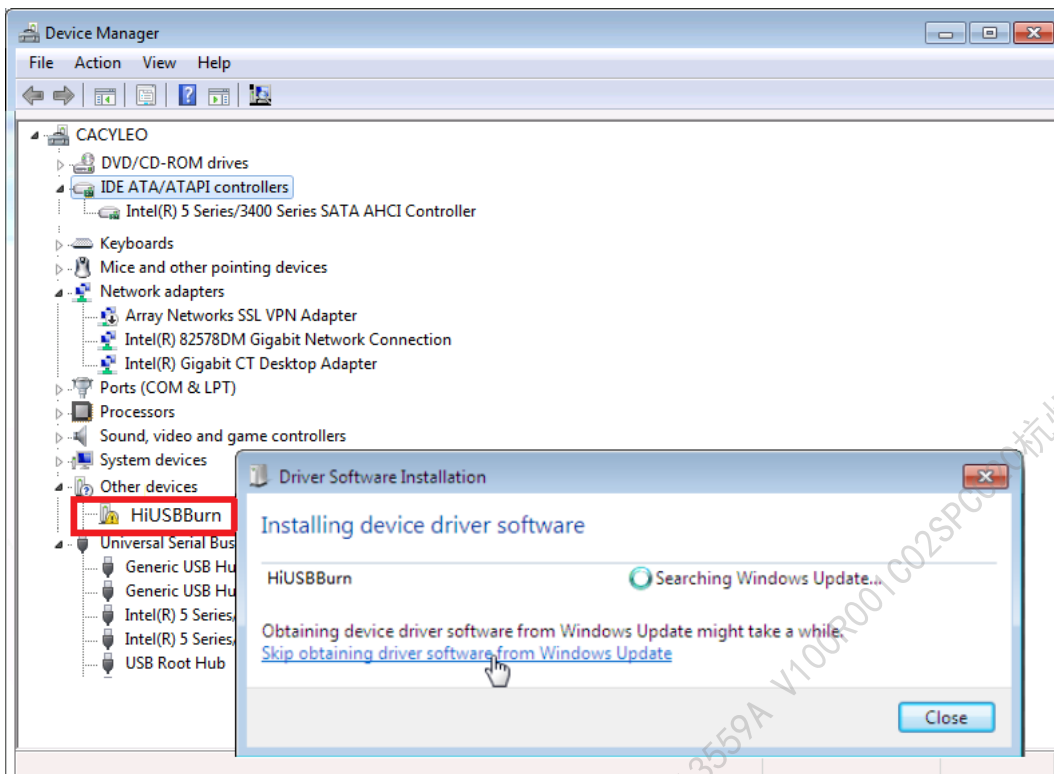 Device Manager
File Action View Help
CACYLEO
DVD/CD-ROM drives
IDE ATA/ATAPI controllers
Intel(R) 5 Series/3400 Series SATA AHCI Controller
Keyboards
Mice and other pointing devices
Network adapters
Array Networks SSL VPN Adapter
Intel(R) 82578DM Gigabit Network Connection
Intel(R) Gigabit CT Desktop Adapter
Ports (COM & LPT)
Processors
Sound, video and game controllers
System devices
Other devices
HiUSBBurn
Universal Serial Bus
Generic USB Hu
Generic USB Hu
Intel(R) 5 Series/
Intel(R) 5 Series/
USB Root Hub
Driver Software Installation
Installing device driver software
HiUSBBurn Searching Windows Update...
Obtaining device driver software from Windows Update might take a while.
Skip obtaining driver software from Windows Update
Close
3559A V100R001C02SPC